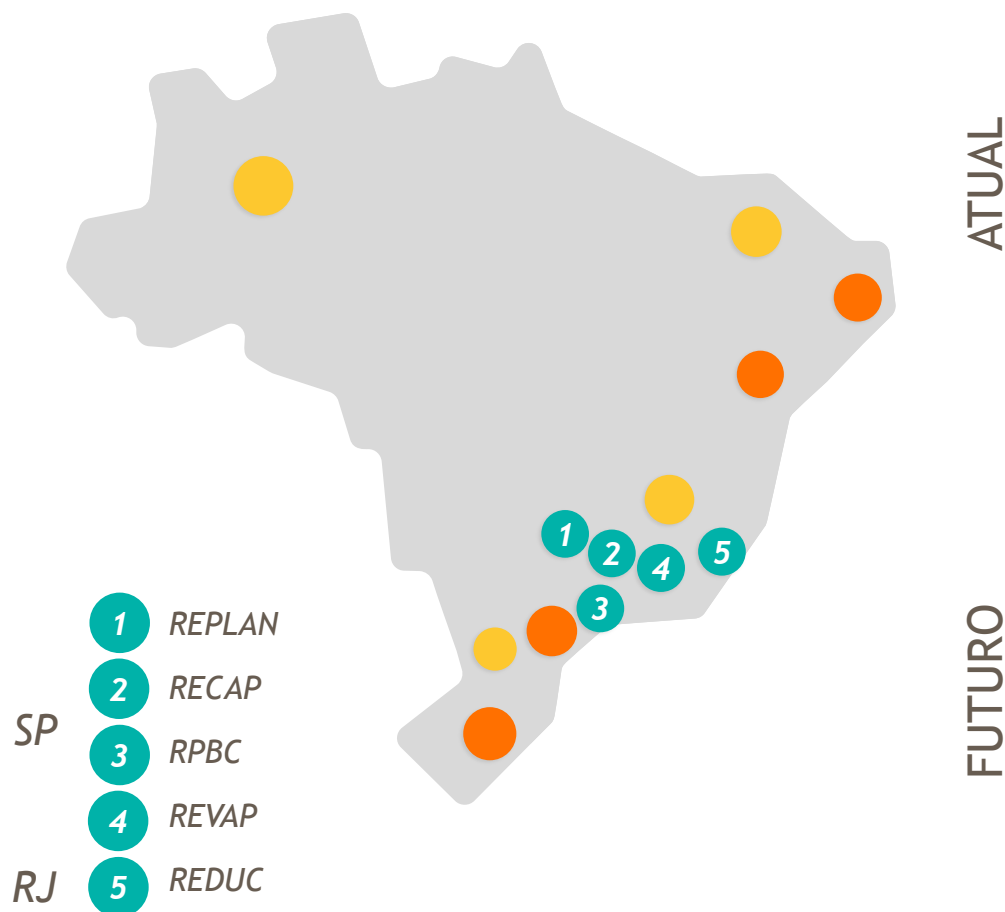 ATUAL
1
2
4
5
3
1 REPLAN
2 RECAP
SP
3 RPBC
4 REVAP
RJ
5 REDUC
FUTURO